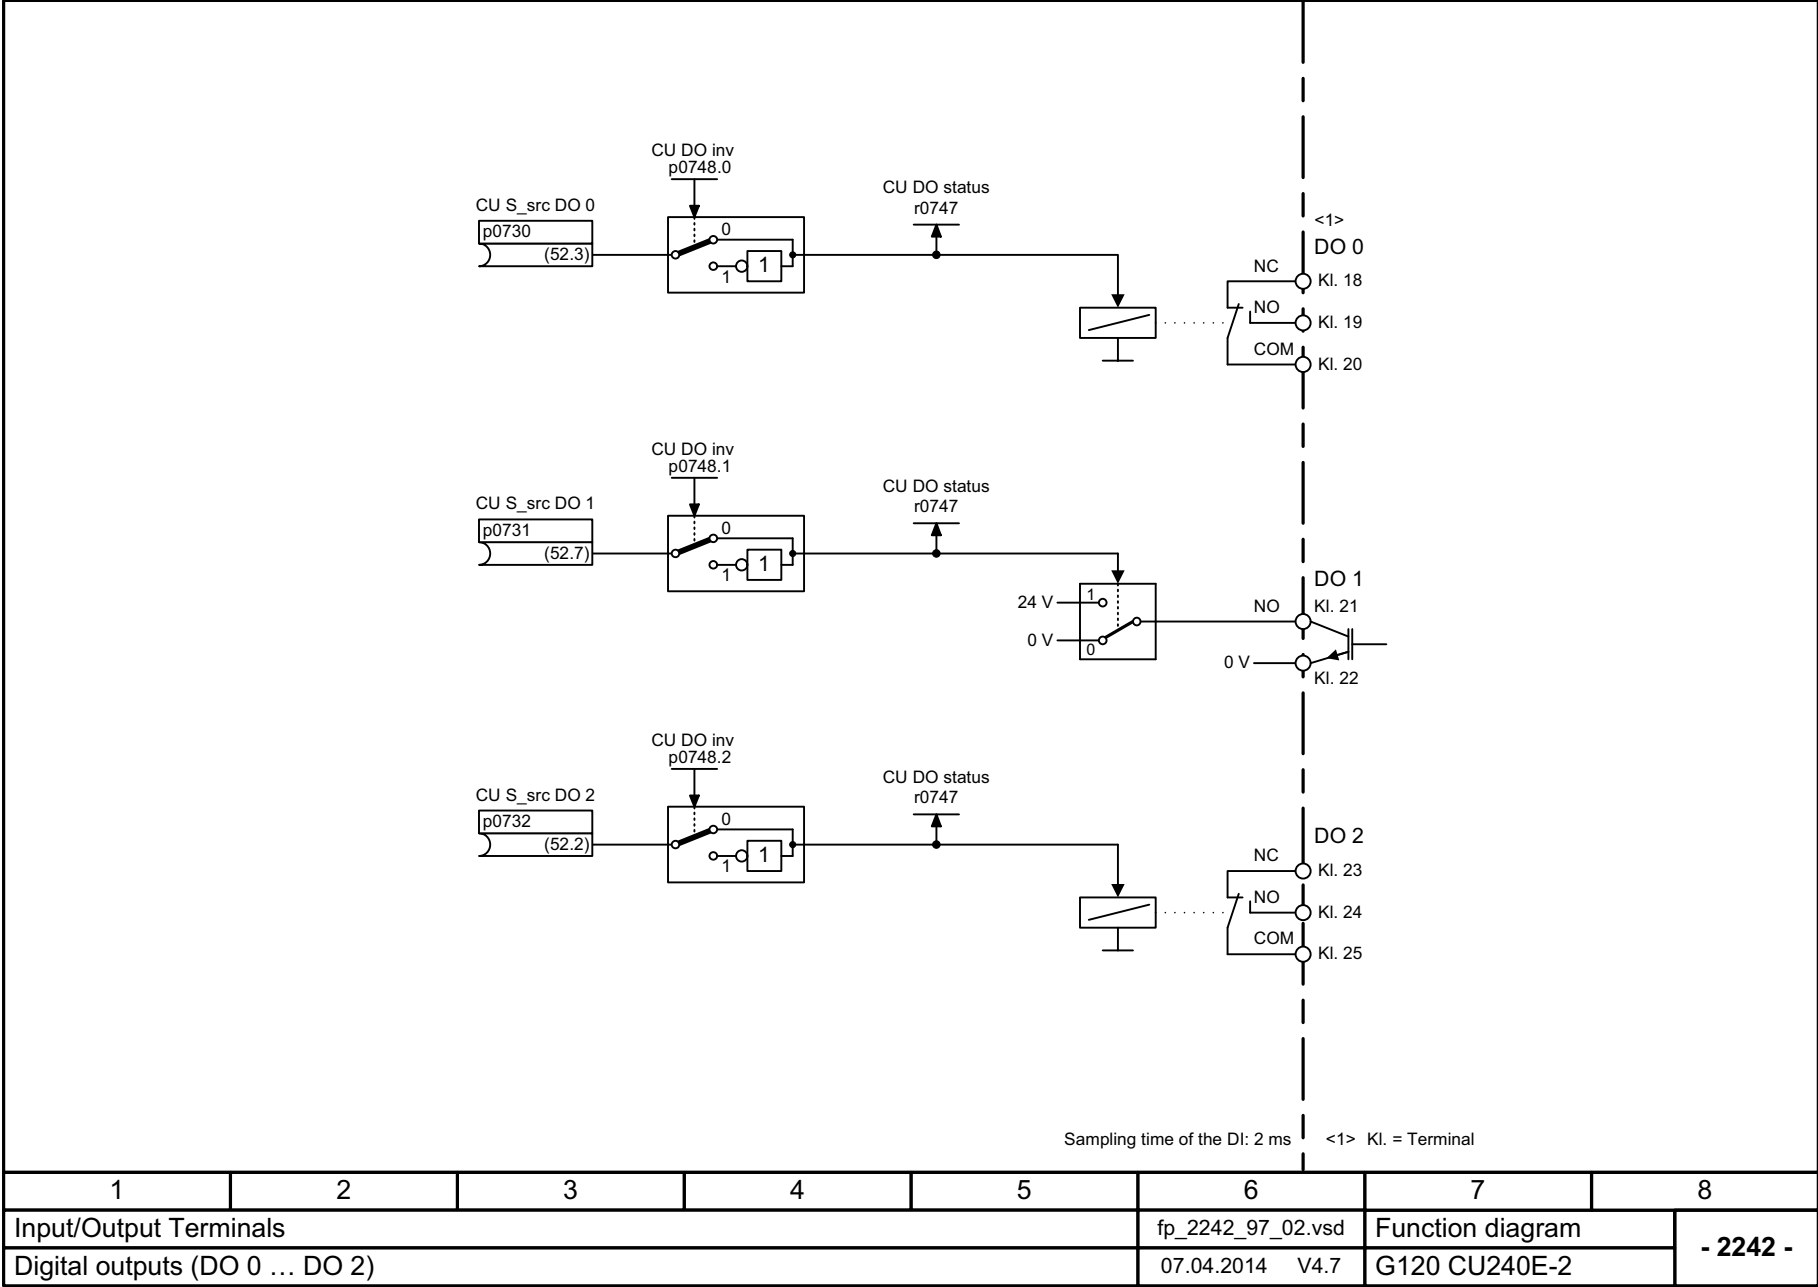 CU DO inv
p0748.0
CU DO status
r0747
CU S_src DO 0
p0730
(52.3)
0
1
1
<1>
DO 0
NC
Kl. 18
NO
Kl. 19
COM
Kl. 20
CU DO inv
p0748.1
CU DO status
r0747
CU S_src DO 1
p0731
(52.7)
0
1
1
24 V
1
0 V
0
DO 1
NO
Kl. 21
0 V
Kl. 22
CU DO inv
p0748.2
CU DO status
r0747
CU S_src DO 2
p0732
(52.2)
0
1
1
DO 2
NC
Kl. 23
NO
Kl. 24
COM
Kl. 25
Sampling time of the DI: 2 ms
<1> Kl. = Terminal
1 2 3 4 5 6 7 8
Input/Output Terminals
fp_2242_97_02.vsd
Function diagram
- 2242 -
Digital outputs (DO 0 … DO 2)
07.04.2014 V4.7
G120 CU240E-2